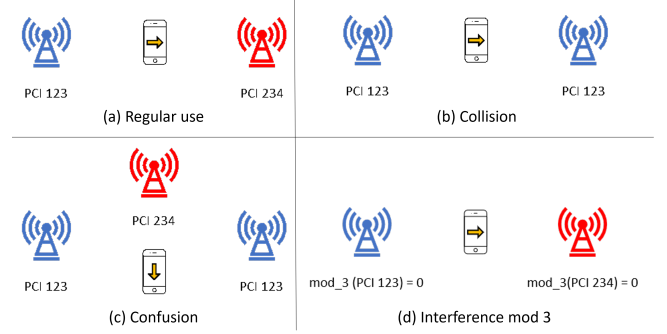 PCI 123
PCI 234
(a) Regular use
PCI 123
PCI 123
(b) Collision
PCI 234
PCI 123
PCI 123
(c) Confusion
mod_3 (PCI 123) = 0
mod_3(PCI 234) = 0
(d) Interference mod 3